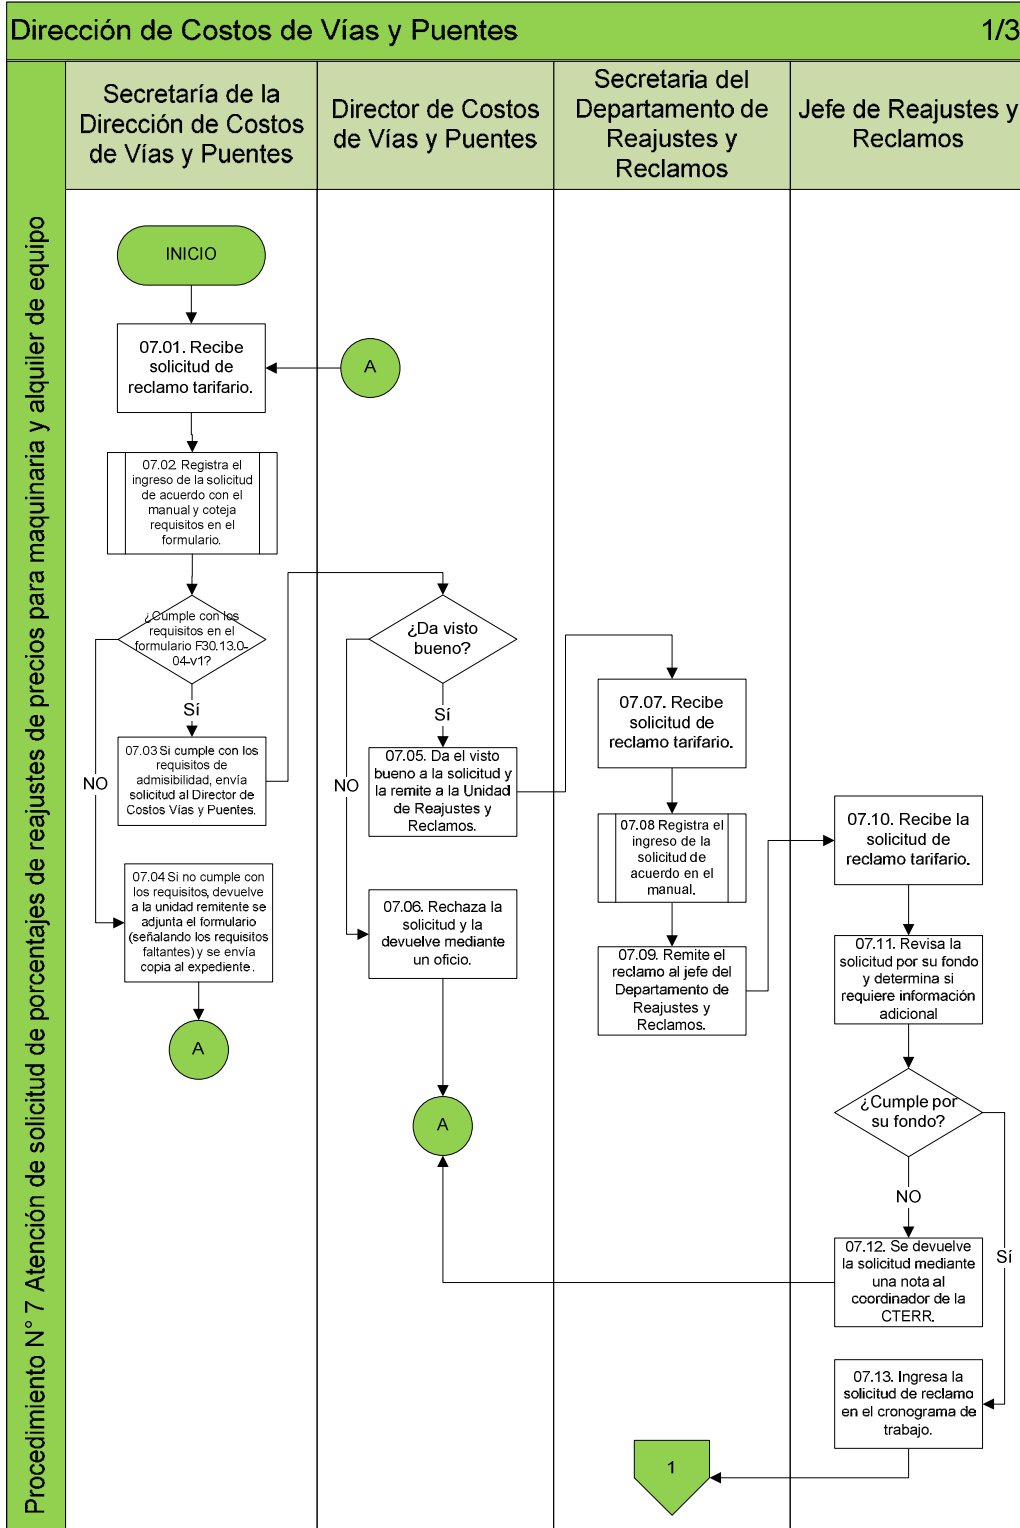 Dirección de Costos de Vías y Puentes
1/3
Procedimiento N° 7 Atención de solicitud de porcentajes de reajustes de precios para maquinaria y alquiler de equipo
Secretaría de la
Dirección de Costos
de Vías y Puentes
Director de Costos
de Vías y Puentes
Secretaria del
Departamento de
Reajustes y
Reclamos
Jefe de Reajustes y
Reclamos
INICIO
07.01. Recibe
solicitud de
reclamo tarifario.
A
07.02. Registra el
ingreso de la solicitud
de acuerdo con el
manual y coteja
requisitos en el
formulario.
¿Cumple con los
requisitos en el
formulario F30.13.0-
04-v1?
Sí
NO
07.03 Si cumple con los
requisitos de
admisibilidad, envía
solicitud al Director de
Costos Vías y Puentes.
07.04 Si no cumple con
los requisitos, devuelve
a la unidad remitente se
adjunta el formulario
(señalando los requisitos
faltantes) y se envía
copia al expediente.
A
¿Da visto
bueno?
Sí
NO
07.05. Da el visto
bueno a la solicitud y
la remite a la Unidad
de Reajustes y
Reclamos.
07.06. Rechaza la
solicitud y la
devuelve mediante
un oficio.
A
07.07. Recibe
solicitud de
reclamo tarifario.
07.08 Registra el
ingreso de la
solicitud de
acuerdo en el
manual.
07.09. Remite el
reclamo al jefe del
Departamento de
Reajustes y
Reclamos.
07.10. Recibe la
solicitud de
reclamo tarifario.
07.11. Revisa la
solicitud por su fondo
y determina si
requiere información
adicional
¿Cumple por
su fondo?
NO
Sí
07.12. Se devuelve
la solicitud mediante
una nota al
coordinador de la
CTERR.
07.13. Ingresa la
solicitud de reclamo
en el cronograma de
trabajo.
1